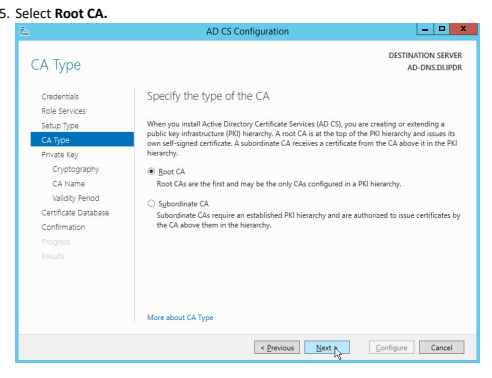 5. Select Root CA.
AD CS Configuration
CA Type
DESTINATION SERVER
AD-DNS.DLIPDR
Credentials
Role Services
Setup Type
CA Type
Private Key
Cryptography
CA Name
Validity Period
Certificate Database
Confirmation
Progress
Results
Specify the type of the CA
When you install Active Directory Certificate Services (AD CS), you are creating or extending a
public key infrastructure (PKI) hierarchy. A root CA is at the top of the PKI hierarchy and issues its
own self-signed certificate. A subordinate CA receives a certificate from the CA above it in the PKI
hierarchy.
Root CA
Root CAs are the first and may be the only CAs configured in a PKI hierarchy.
Subordinate CA
Subordinate CAs require an established PKI hierarchy and are authorized to issue certificates by
the CA above them in the hierarchy.
More about CA Type
< Previous
Next >
Configure
Cancel